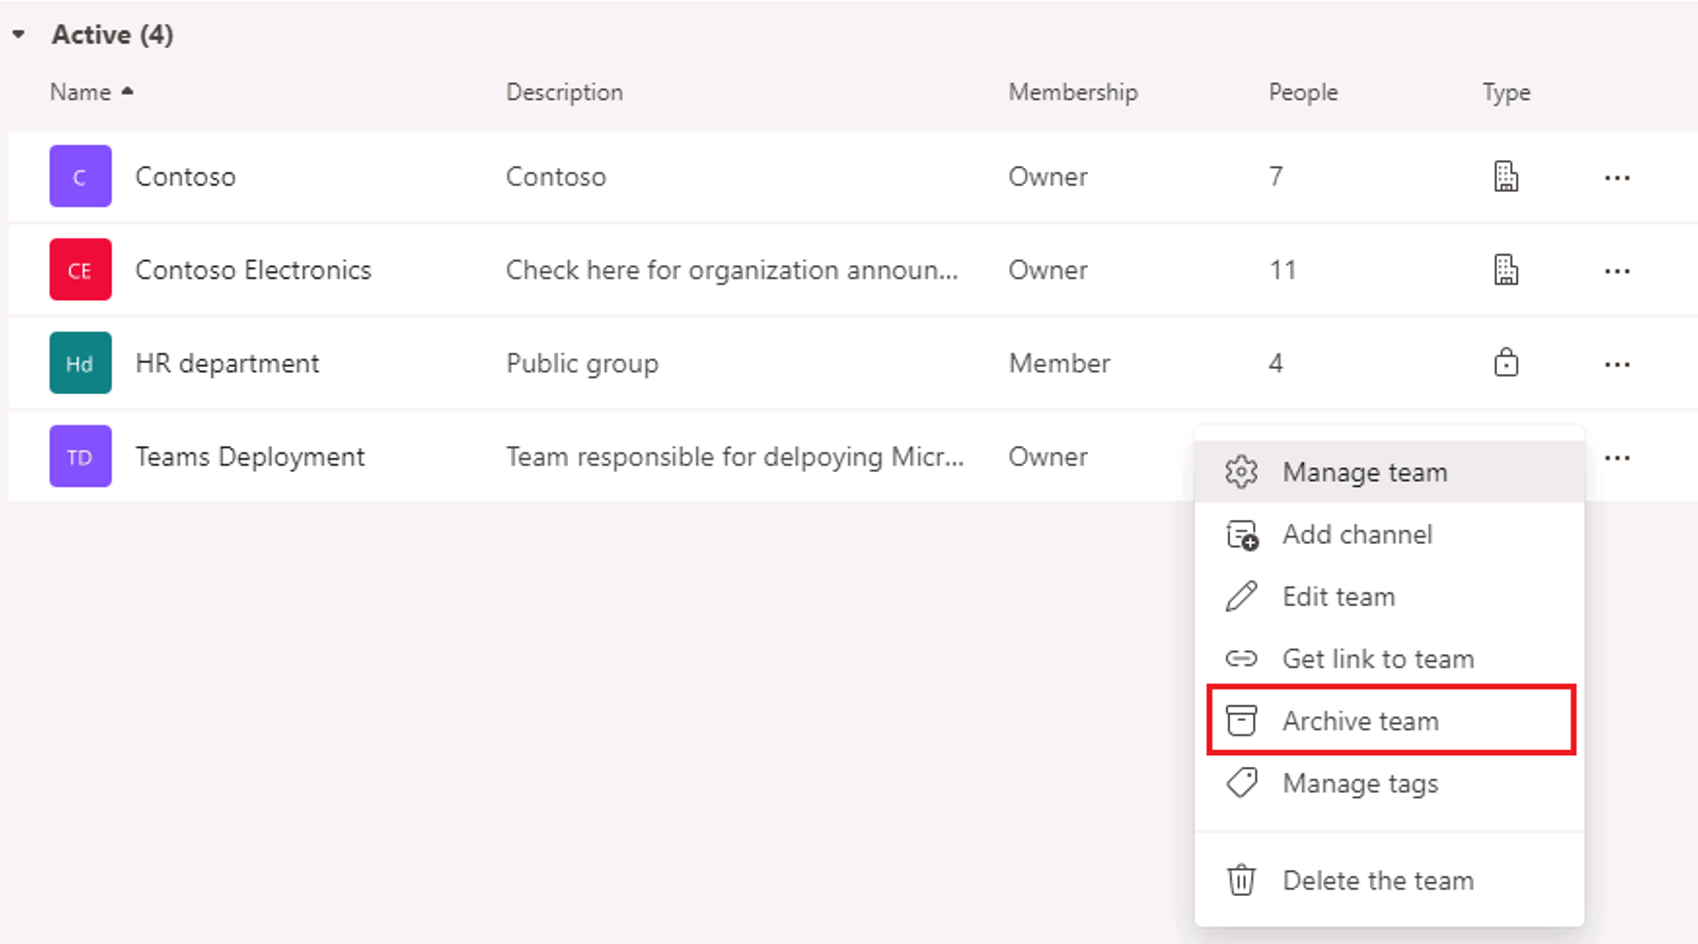 Active (4)
Name Description Membership People Type
C Contoso Contoso Owner 7
CE Contoso Electronics Check here for organization announ... Owner 11
Hd HR department Public group Member 4
TD Teams Deployment Team responsible for delpoying Micr... Owner
Manage team
Add channel
Edit team
Get link to team
Archive team
Manage tags
Delete the team